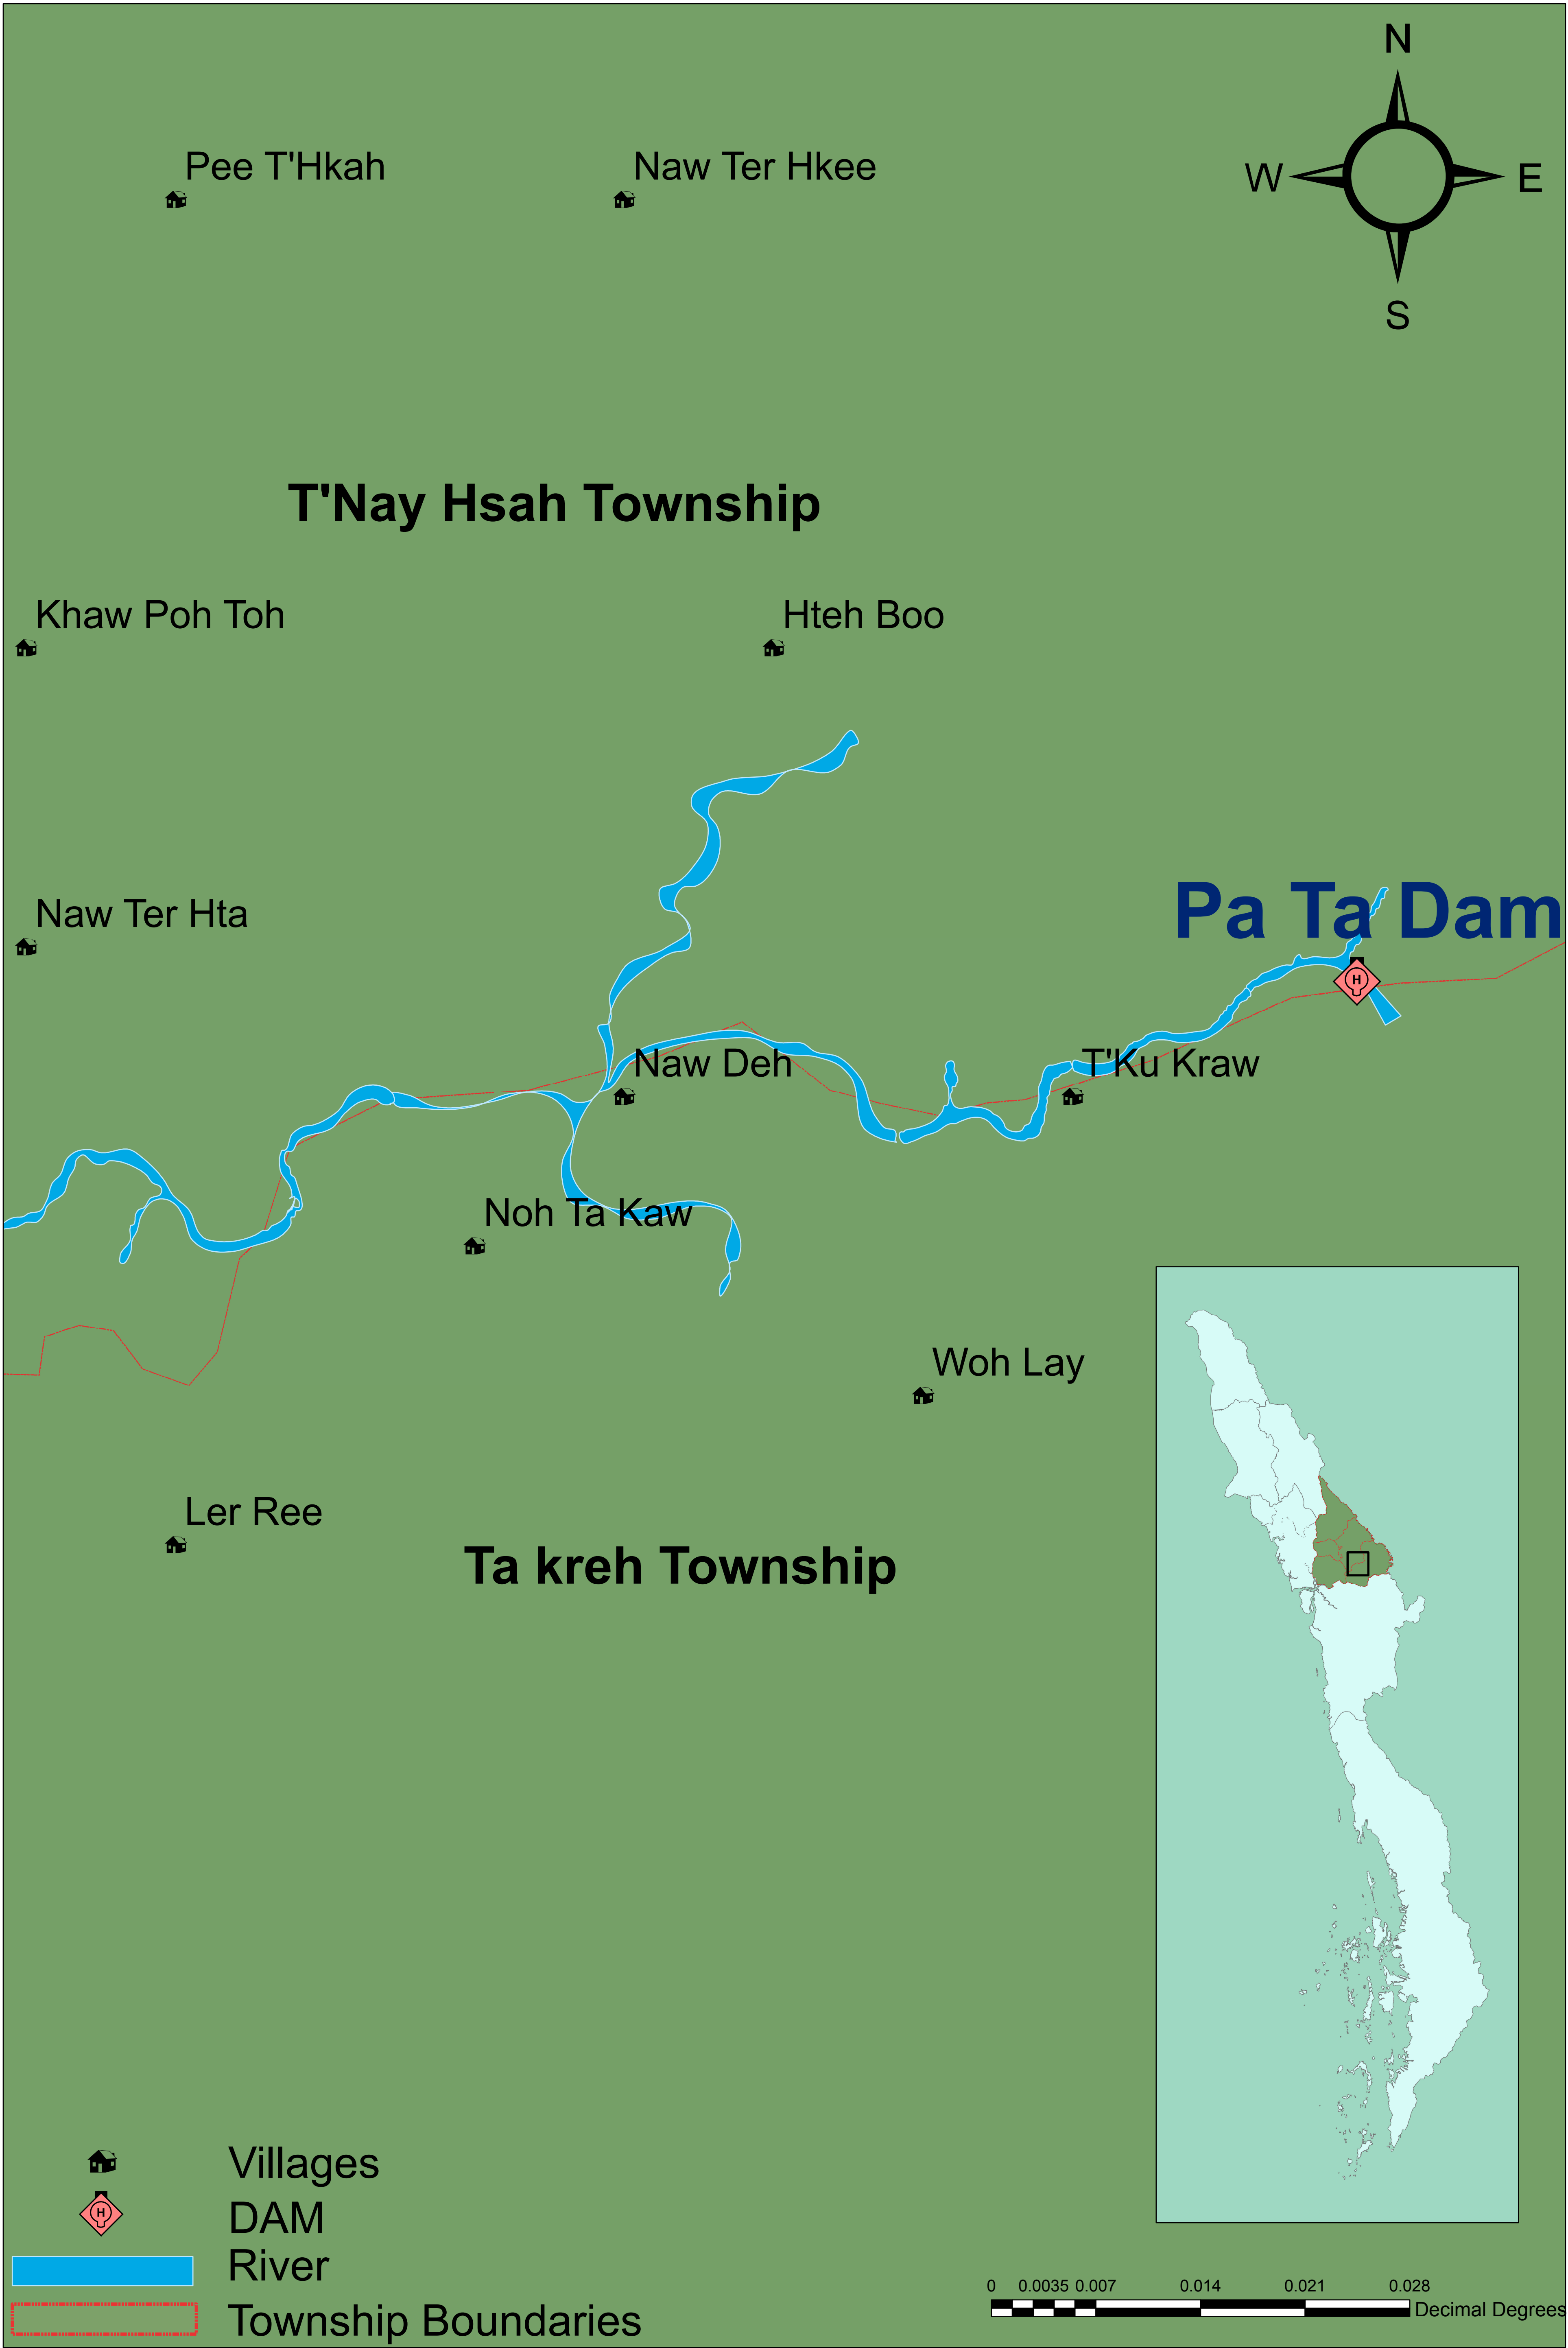 N
W E
S
Pee T'Hkah
Naw Ter Hkee
T'Nay Hsah Township
Khaw Poh Toh
Hteh Boo
Pa Ta Dam
Naw Ter Hta
H
Naw Deh
T'Ku Kraw
Noh Ta Kaw
Woh Lay
Ler Ree
Ta kreh Township
Villages
H
DAM
River
Township Boundaries
0 0.0035 0.007 0.014 0.021 0.028
Decimal Degrees